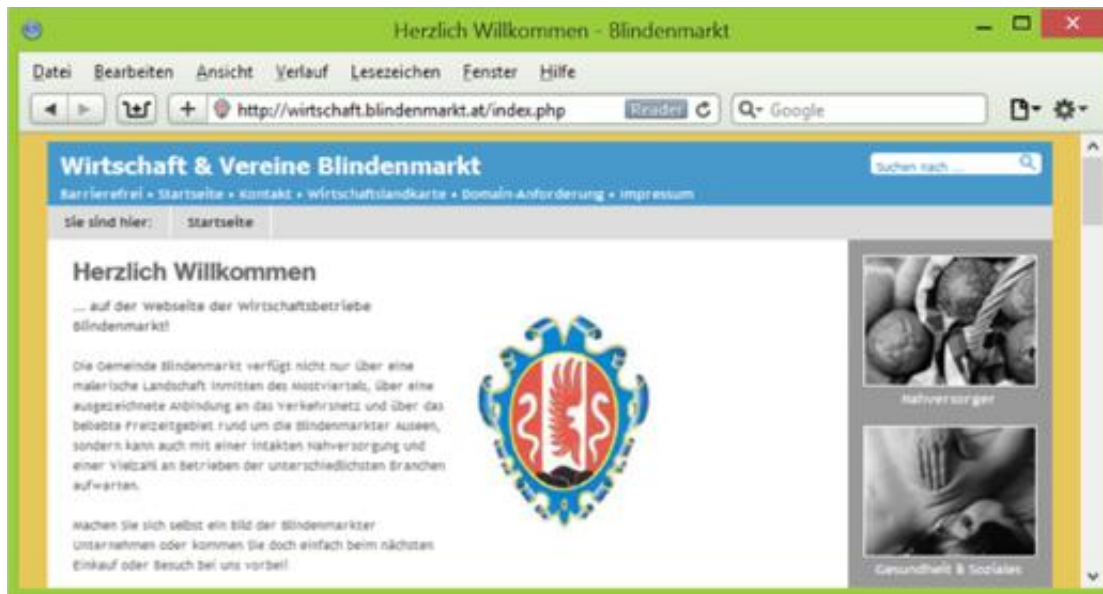 Herzlich Willkommen - Blindenmarkt
Datei Bearbeiten Ansicht Verlauf Lesezeichen Fenster Hilfe
http://wirtschaft.blindenmarkt.at/index.php Reader Google
Wirtschaft & Vereine Blindenmarkt
Suchen nach ...
Barrierefrei • Startseite • Kontakt • Wirtschaftslandkarte • Domain-Anforderung • Impressum
Sie sind hier: Startseite
Herzlich Willkommen
... auf der Webseite der Wirtschaftsbetriebe
Blindenmarkt!
Die Gemeinde Blindenmarkt verfügt nicht nur über eine
malerische Landschaft inmitten des Mostviertels, über eine
ausgezeichnete Anbindung an das Verkehrsnetz und über das
beliebte Freizeitgebiet rund um die Blindenmarkter Auseen,
sondern kann auch mit einer intakten Nahversorgung und
einer Vielzahl an Betrieben der unterschiedlichsten Branchen
aufwarten.
Machen Sie sich selbst ein Bild der Blindenmarkter
Unternehmen oder kommen Sie doch einfach beim nächsten
Einkauf oder Besuch bei uns vorbei!
Nahversorger
Gesundheit & Soziales